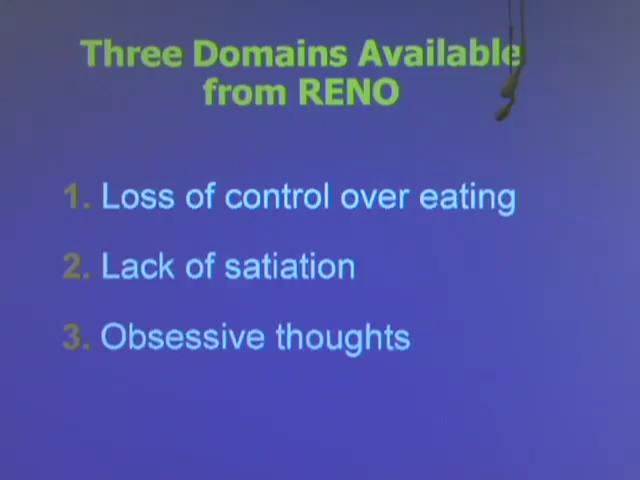 Three Domains Available
from RENO
1. Loss of control over eating
2. Lack of satiation
3. Obsessive thoughts